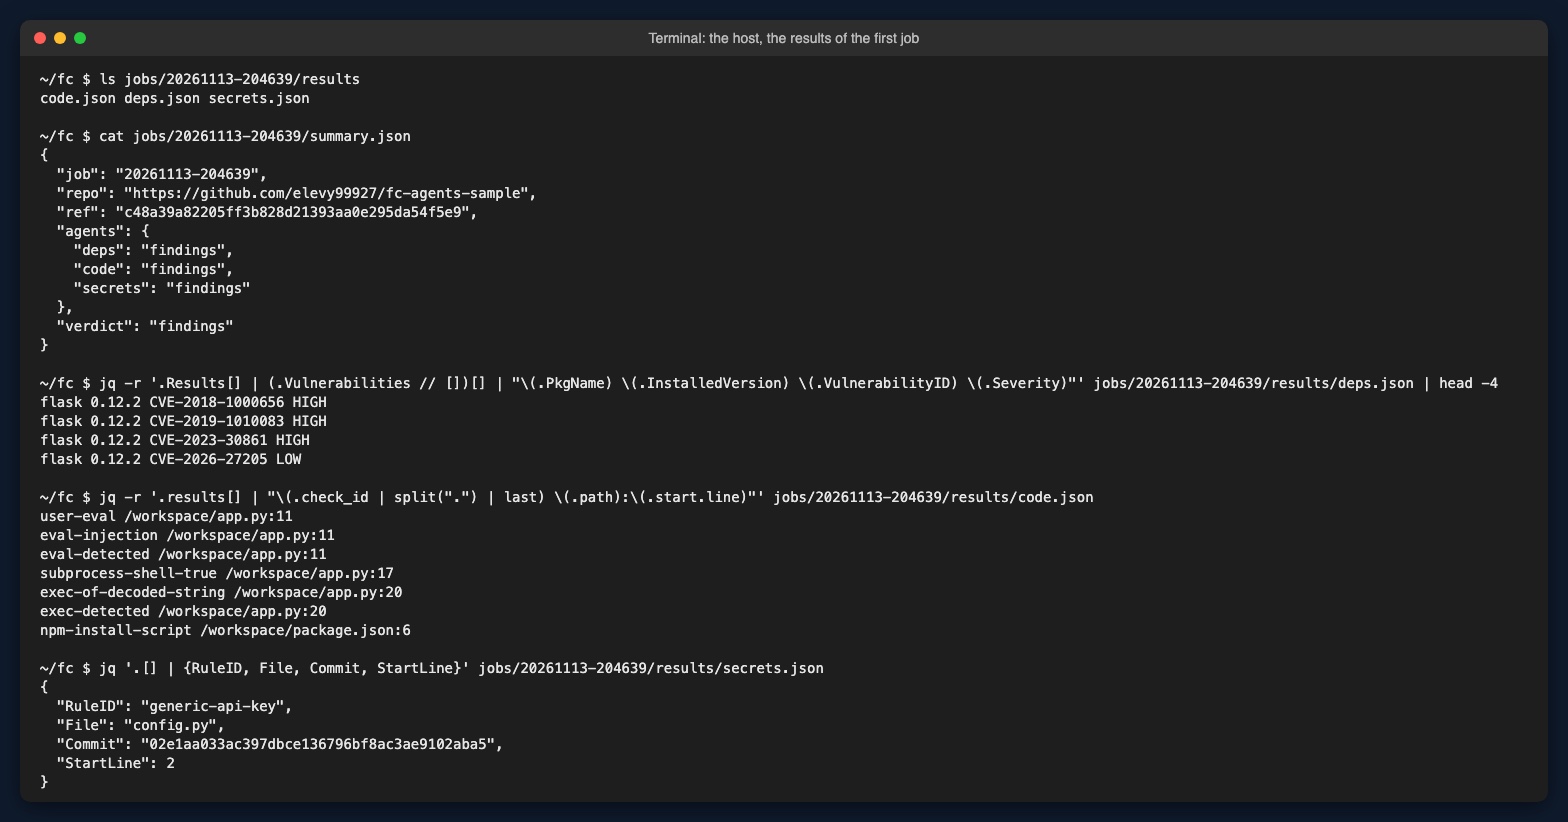 Terminal: the host, the results of the first job
~/fc $ ls jobs/20261113-204639/results
code.json deps.json secrets.json
~/fc $ cat jobs/20261113-204639/summary.json
{
  "job": "20261113-204639",
  "repo": "https://github.com/elevy99927/fc-agents-sample",
  "ref": "c48a39a82205ff3b828d21393aa0e295da54f5e9",
  "agents": {
    "deps": "findings",
    "code": "findings",
    "secrets": "findings"
  },
  "verdict": "findings"
}
~/fc $ jq -r '.Results[] | (.Vulnerabilities // [])[] | "\(.PkgName) \(.InstalledVersion) \(.VulnerabilityID) \(.Severity)"' jobs/20261113-204639/results/deps.json | head -4
flask 0.12.2 CVE-2018-1000656 HIGH
flask 0.12.2 CVE-2019-1010083 HIGH
flask 0.12.2 CVE-2023-30861 HIGH
flask 0.12.2 CVE-2026-27205 LOW
~/fc $ jq -r '.results[] | "\(.check_id | split(".") | last) \(.path):\(.start.line)"' jobs/20261113-204639/results/code.json
user-eval /workspace/app.py:11
eval-injection /workspace/app.py:11
eval-detected /workspace/app.py:11
subprocess-shell-true /workspace/app.py:17
exec-of-decoded-string /workspace/app.py:20
exec-detected /workspace/app.py:20
npm-install-script /workspace/package.json:6
~/fc $ jq '.[] | {RuleID, File, Commit, StartLine}' jobs/20261113-204639/results/secrets.json
{
  "RuleID": "generic-api-key",
  "File": "config.py",
  "Commit": "02e1aa033ac397dbce136796bf8ac3ae9102aba5",
  "StartLine": 2
}